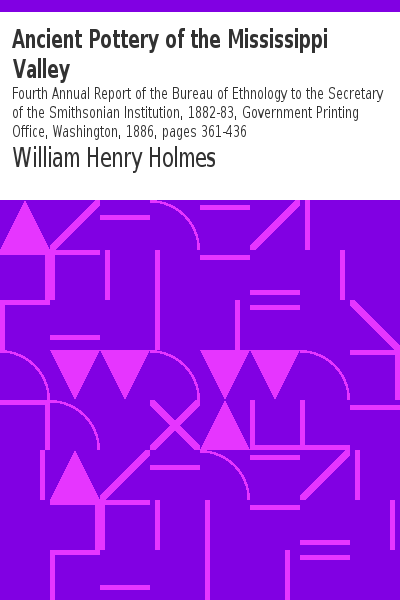 Ancient Pottery of the Mississippi
Valley
Fourth Annual Report of the Bureau of Ethnology to the Secretary
of the Smithsonian Institution, 1882-83, Government Printing
Office, Washington, 1886, pages 361-436
William Henry Holmes